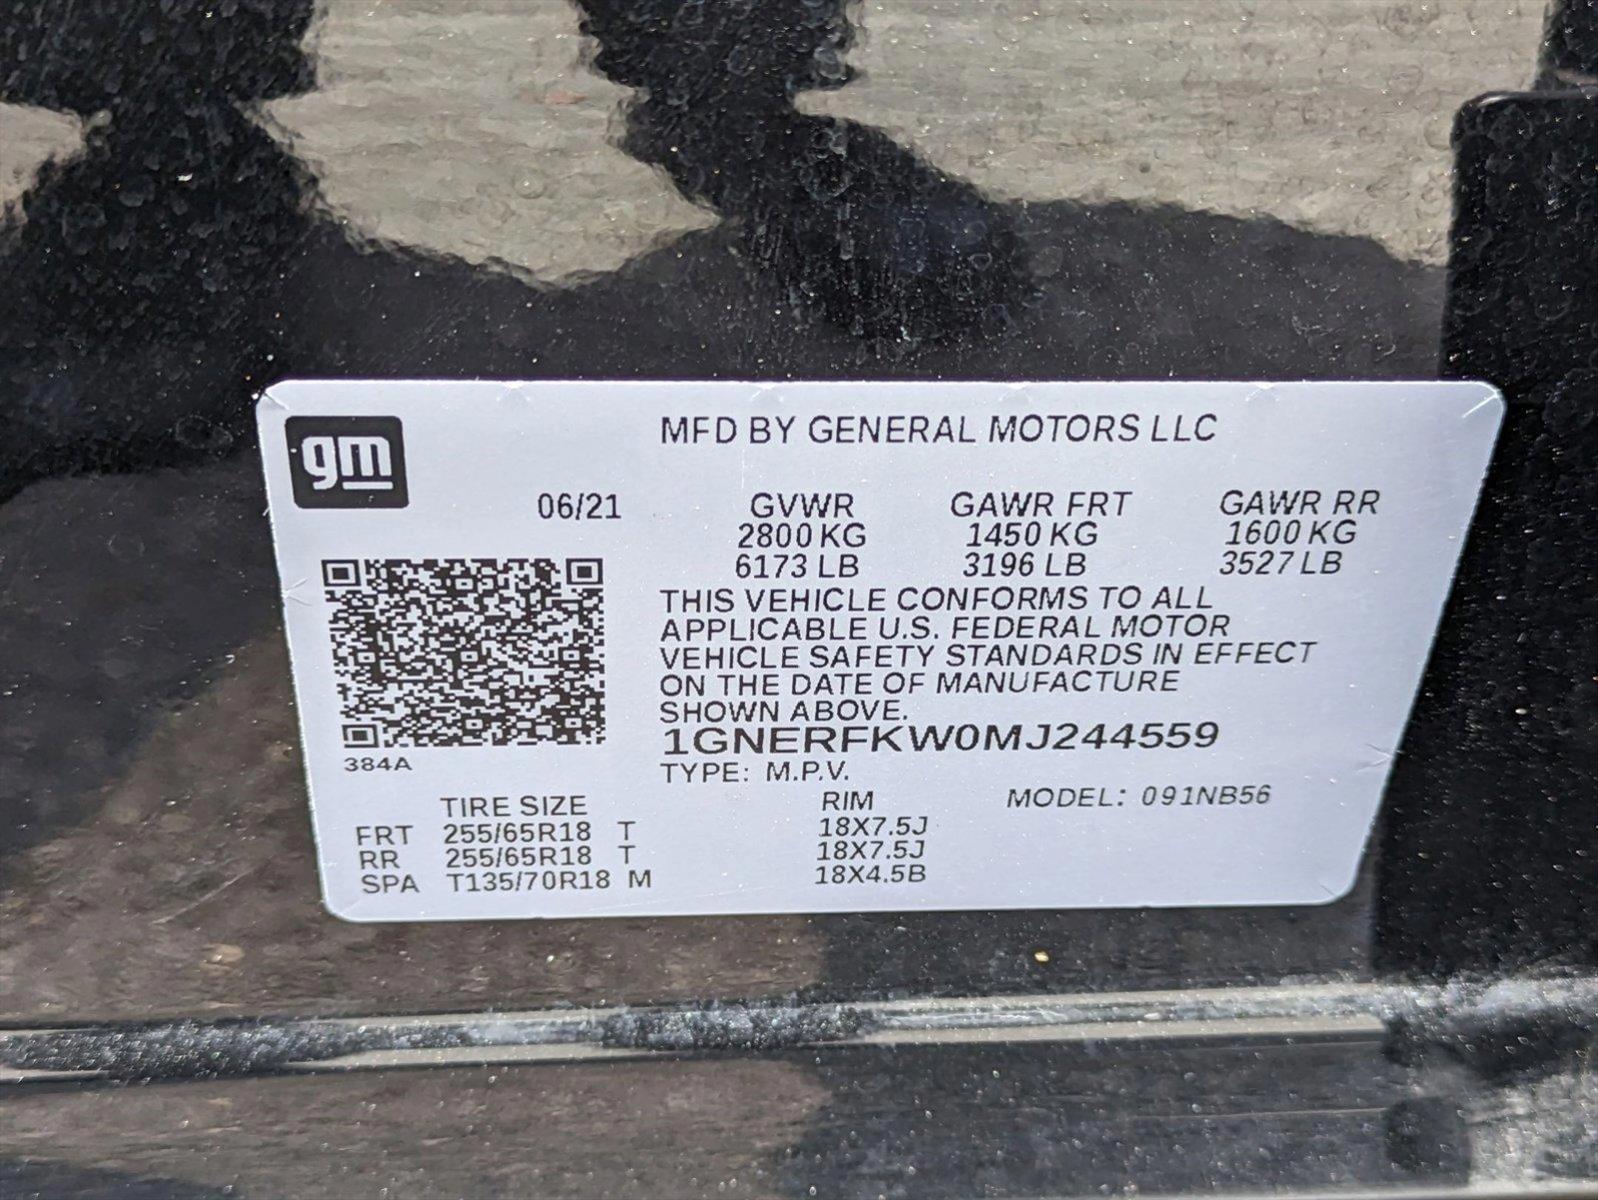 gm
MFD BY GENERAL MOTORS LLC
06/21 GVWR GAWR FRT GAWR RR
2800 KG 1450 KG 1600 KG
6173 LB 3196 LB 3527 LB
THIS VEHICLE CONFORMS TO ALL
APPLICABLE U.S. FEDERAL MOTOR
VEHICLE SAFETY STANDARDS IN EFFECT
ON THE DATE OF MANUFACTURE
SHOWN ABOVE.
1GNERFKW0MJ244559
384A
TYPE: M.P.V.
TIRE SIZE RIM MODEL: 091NB56
FRT 255/65R18 T 18X7.5J
RR 255/65R18 T 18X7.5J
SPA T135/70R18 M 18X4.5B